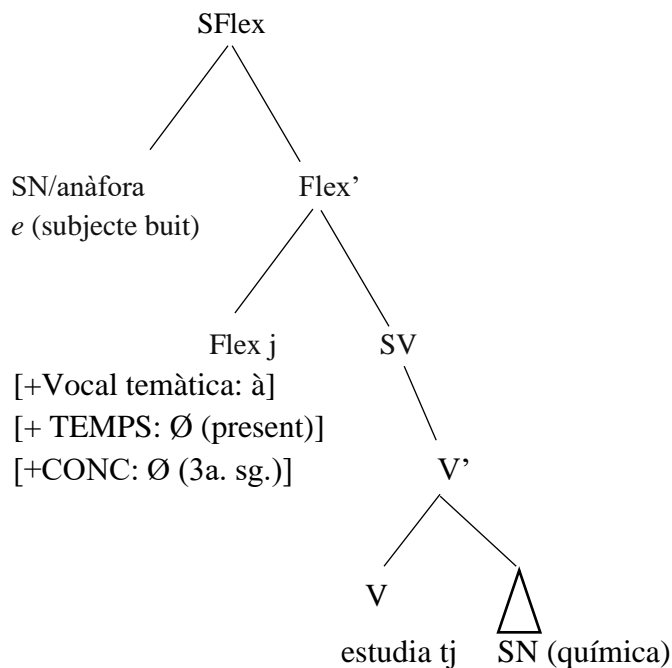 SFlex
SN/anàfora Flex’
e (subjecte buit)
Flex j SV
[+Vocal temàtica: à]
[+ TEMPS: Ø (present)]
[+CONC: Ø (3a. sg.)]
V’
V
estudia tj SN (química)